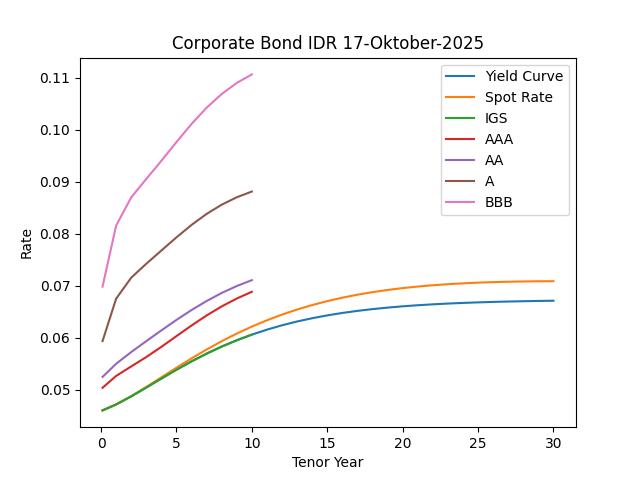 Corporate Bond IDR 17-Oktober-2025
Yield Curve
Spot Rate
IGS
AAA
AA
A
BBB
Rate
0.11
0.10
0.09
0.08
0.07
0.06
0.05
0 5 10 15 20 25 30
Tenor Year